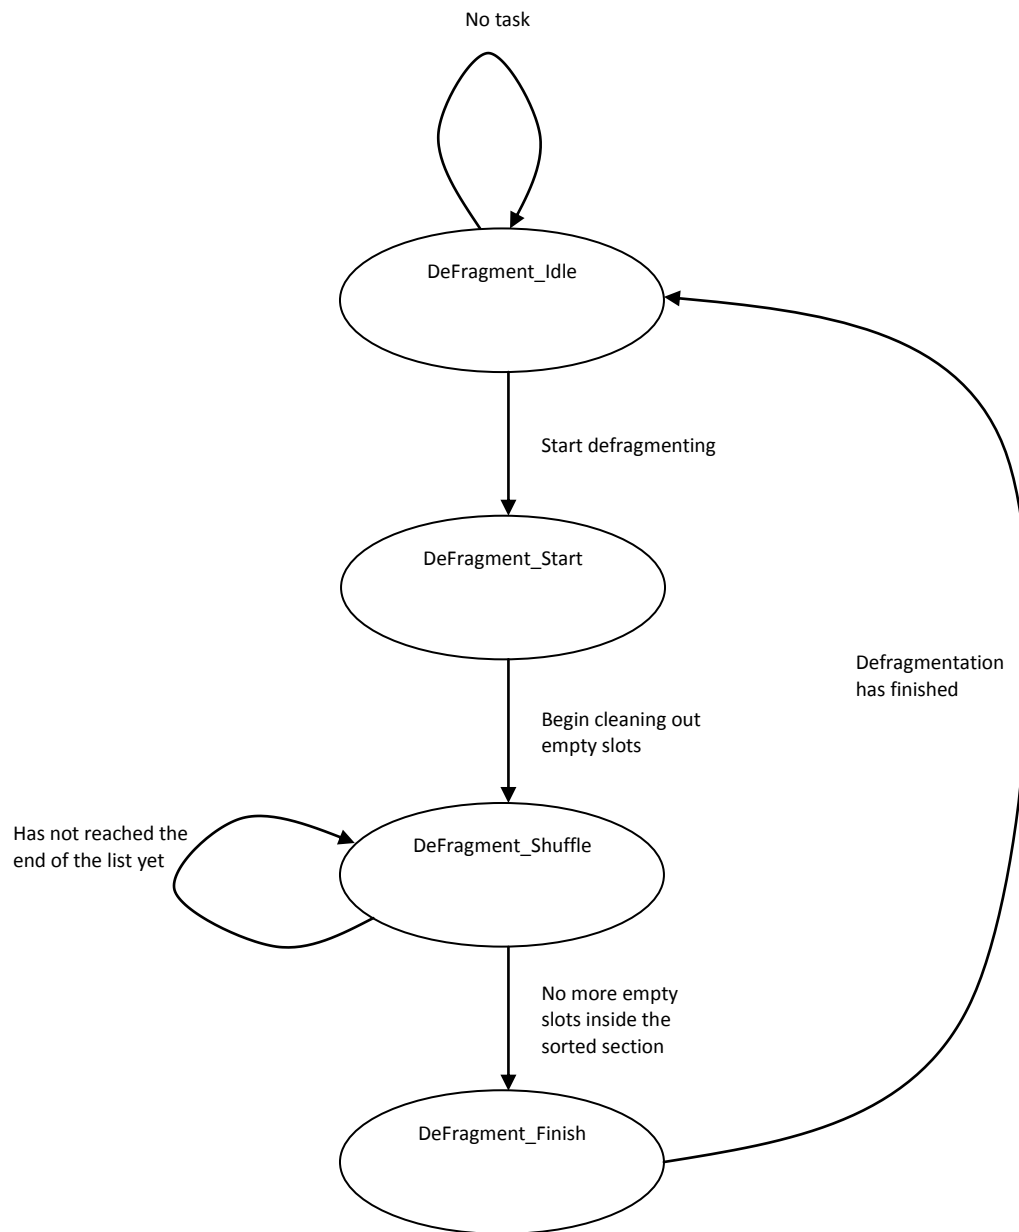 No task
DeFragment_Idle
Start defragmenting
DeFragment_Start
Defragmentation
has finished
Begin cleaning out
empty slots
Has not reached the
end of the list yet
DeFragment_Shuffle
No more empty
slots inside the
sorted section
DeFragment_Finish